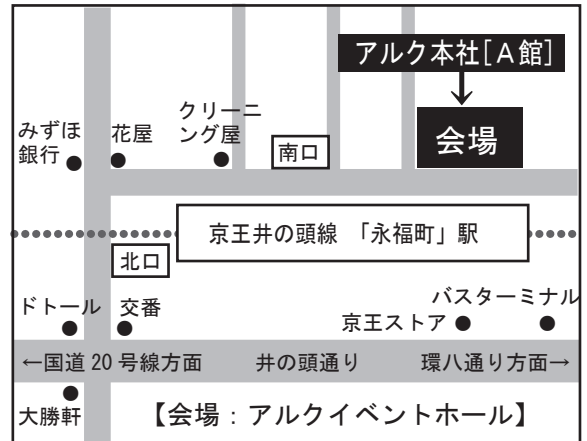 アルク本社[A館]
会場
みずほ
銀行
花屋
クリーニ
ング屋
南口
京王井の頭線 「永福町」駅
北口
ドトール
交番
京王ストア
バスターミナル
←国道20号線方面
井の頭通り
環八通り方面→
大勝軒
【会場：アルクイベントホール】